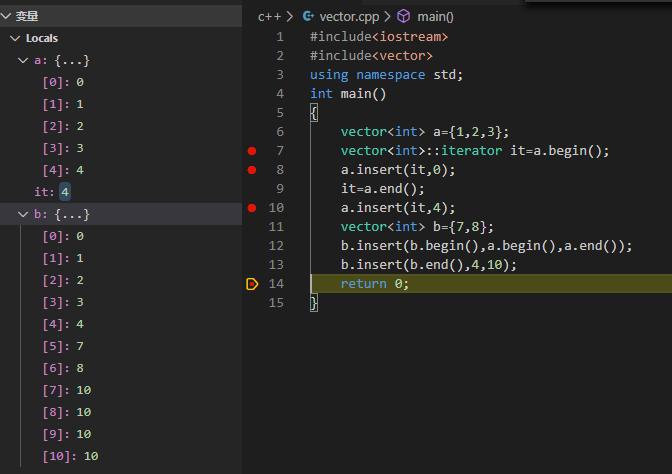 变量
Locals
a: {...}
[0]: 0
[1]: 1
[2]: 2
[3]: 3
[4]: 4
it: 4
b: {...}
[0]: 0
[1]: 1
[2]: 2
[3]: 3
[4]: 4
[5]: 7
[6]: 8
[7]: 10
[8]: 10
[9]: 10
[10]: 10
c++ > vector.cpp > main()
1 #include<iostream>
2 #include<vector>
3 using namespace std;
4 int main()
5 {
6 vector<int> a={1,2,3};
7 vector<int>::iterator it=a.begin();
8 a.insert(it,0);
9 it=a.end();
10 a.insert(it,4);
11 vector<int> b={7,8};
12 b.insert(b.begin(),a.begin(),a.end());
13 b.insert(b.end(),4,10);
14 return 0;
15 }